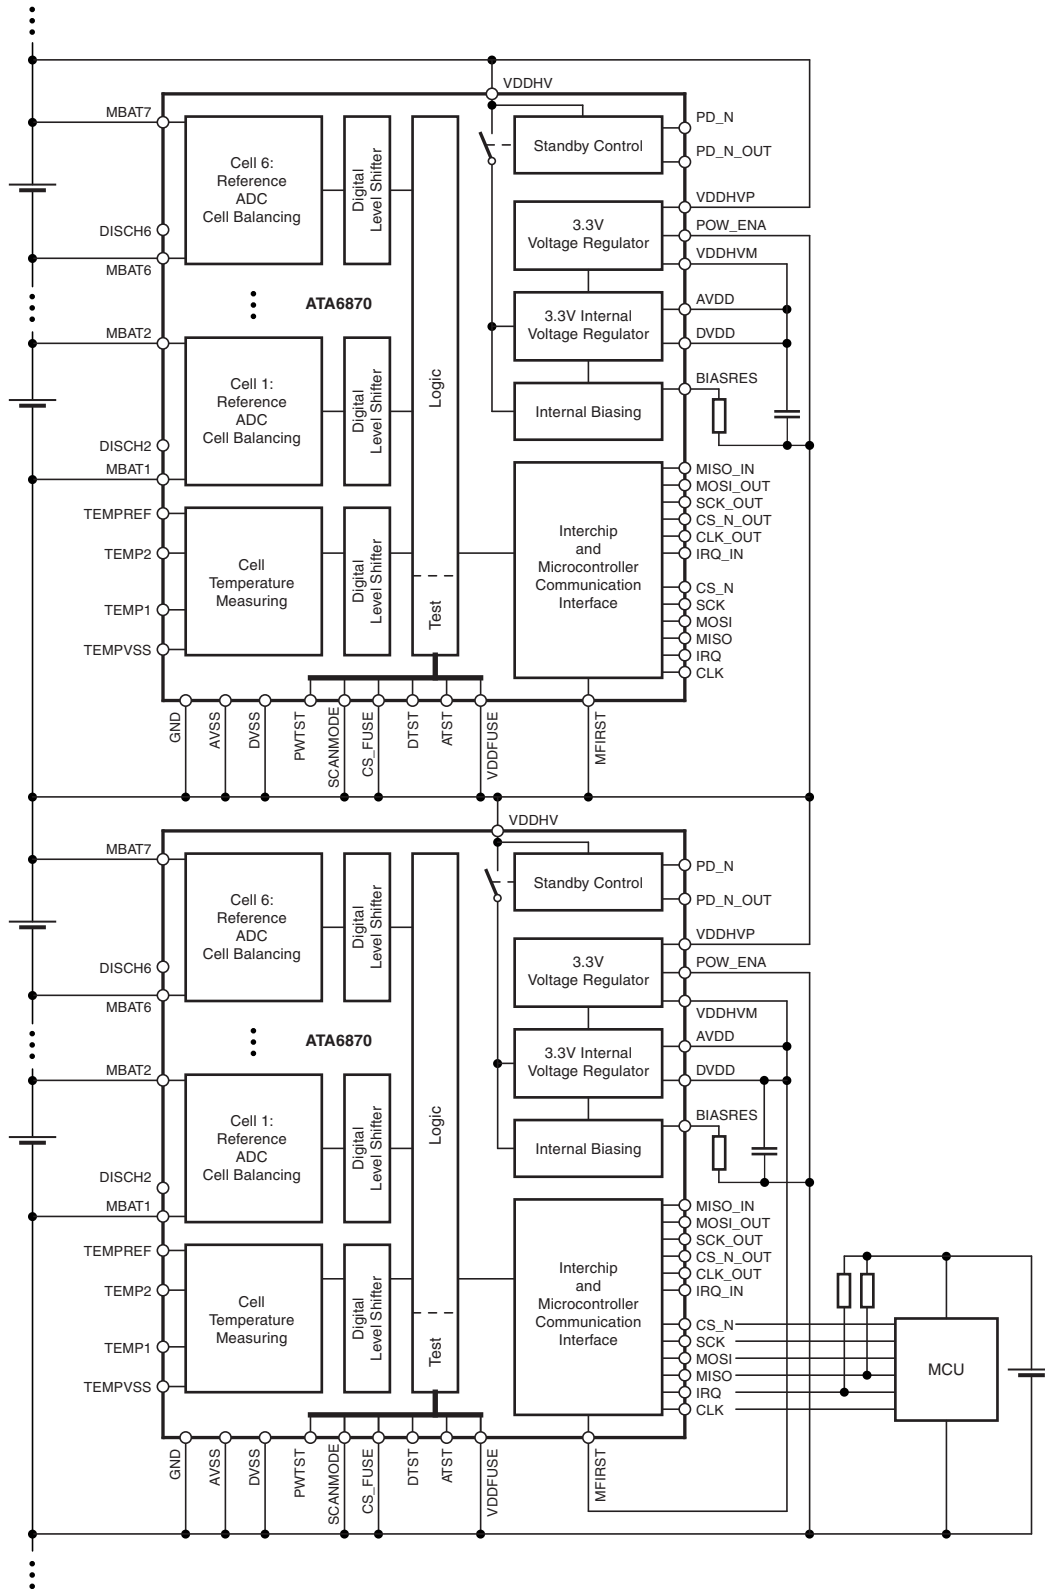 VDDHV
MBAT7
PD_N
Cell 6:
Reference
ADC
Cell Balancing
Digital
Level Shifter
Standby Control
PD_N_OUT
VDDHVP
DISCH6
3.3V
Voltage Regulator
POW_ENA
MBAT6
VDDHVM
ATA6870
AVDD
3.3V Internal
Voltage Regulator
MBAT2
DVDD
Cell 1:
Reference
ADC
Cell Balancing
Digital
Level Shifter
Logic
BIASRES
Internal Biasing
DISCH2
MBAT1
MISO_IN
MOSI_OUT
SCK_OUT
CS_N_OUT
CLK_OUT
IRQ_IN
TEMPREF
TEMP2
Cell
Temperature
Measuring
Digital
Level Shifter
Test
Interchip
and
Microcontroller
Communication
Interface
CS_N
SCK
MOSI
MISO
IRQ
CLK
TEMP1
TEMPVSS
GND
AVSS
DVSS
PWTST
SCANMODE
CS_FUSE
DTST
ATST
VDDFUSE
MFIRST
VDDHV
MBAT7
PD_N
Cell 6:
Reference
ADC
Cell Balancing
Digital
Level Shifter
Standby Control
PD_N_OUT
VDDHVP
DISCH6
3.3V
Voltage Regulator
POW_ENA
MBAT6
VDDHVM
ATA6870
AVDD
3.3V Internal
Voltage Regulator
MBAT2
DVDD
Cell 1:
Reference
ADC
Cell Balancing
Digital
Level Shifter
Logic
BIASRES
Internal Biasing
DISCH2
MBAT1
MISO_IN
MOSI_OUT
SCK_OUT
CS_N_OUT
CLK_OUT
IRQ_IN
TEMPREF
TEMP2
Cell
Temperature
Measuring
Digital
Level Shifter
Test
Interchip
and
Microcontroller
Communication
Interface
CS_N
SCK
MOSI
MISO
IRQ
CLK
MCU
TEMP1
TEMPVSS
GND
AVSS
DVSS
PWTST
SCANMODE
CS_FUSE
DTST
ATST
VDDFUSE
MFIRST